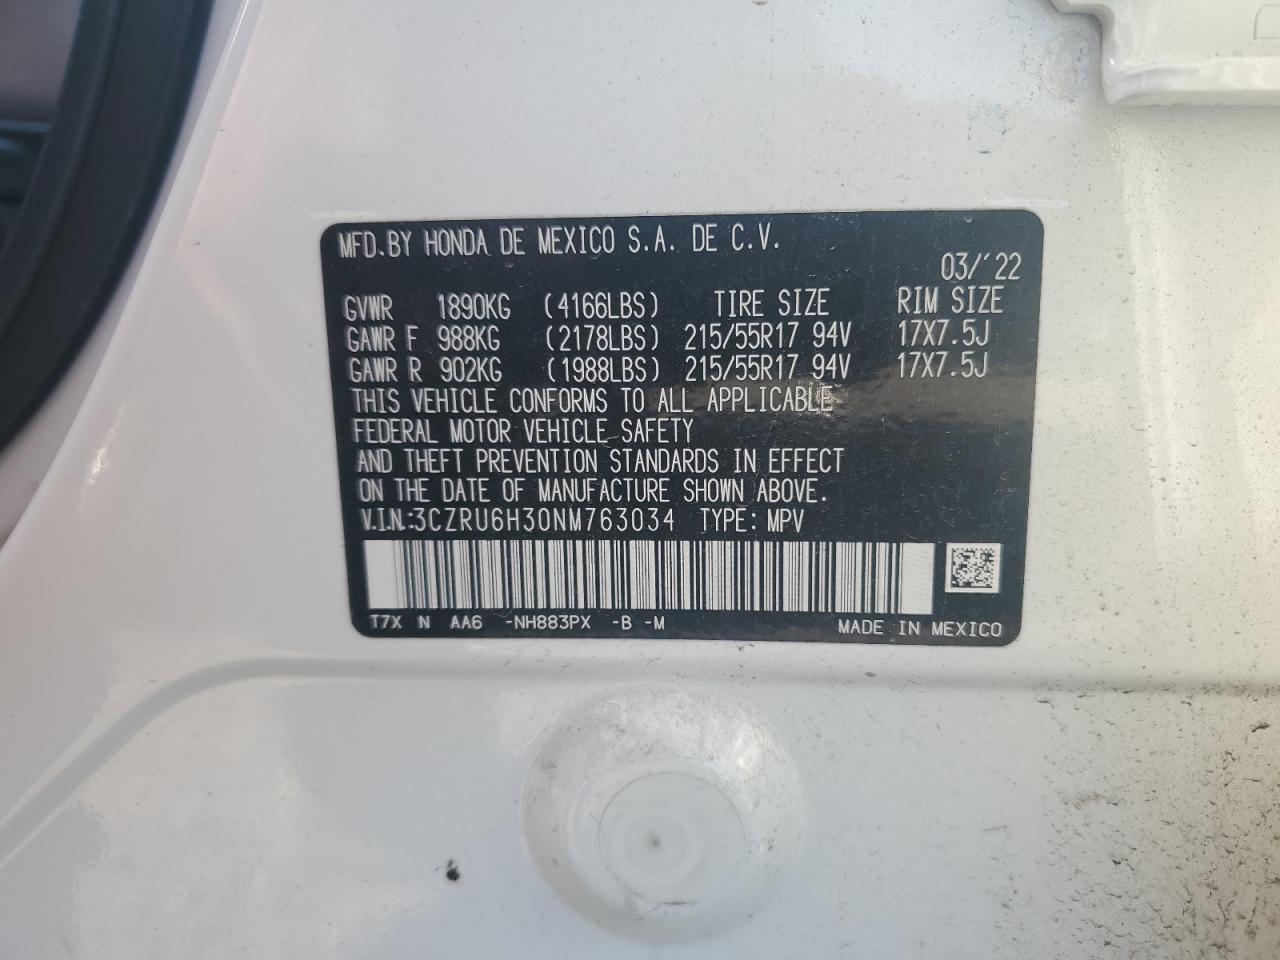 MFD.BY HONDA DE MEXICO S.A. DE C.V.
03/'22
GVWR 1890KG (4166LBS) TIRE SIZE RIM SIZE
GAWR F 988KG (2178LBS) 215/55R17 94V 17X7.5J
GAWR R 902KG (1988LBS) 215/55R17 94V 17X7.5J
THIS VEHICLE CONFORMS TO ALL APPLICABLE
FEDERAL MOTOR VEHICLE SAFETY
AND THEFT PREVENTION STANDARDS IN EFFECT
ON THE DATE OF MANUFACTURE SHOWN ABOVE.
V.I.N.:3CZRU6H30NM763034 TYPE: MPV
T7X N AA6 -NH883PX -B -M MADE IN MEXICO